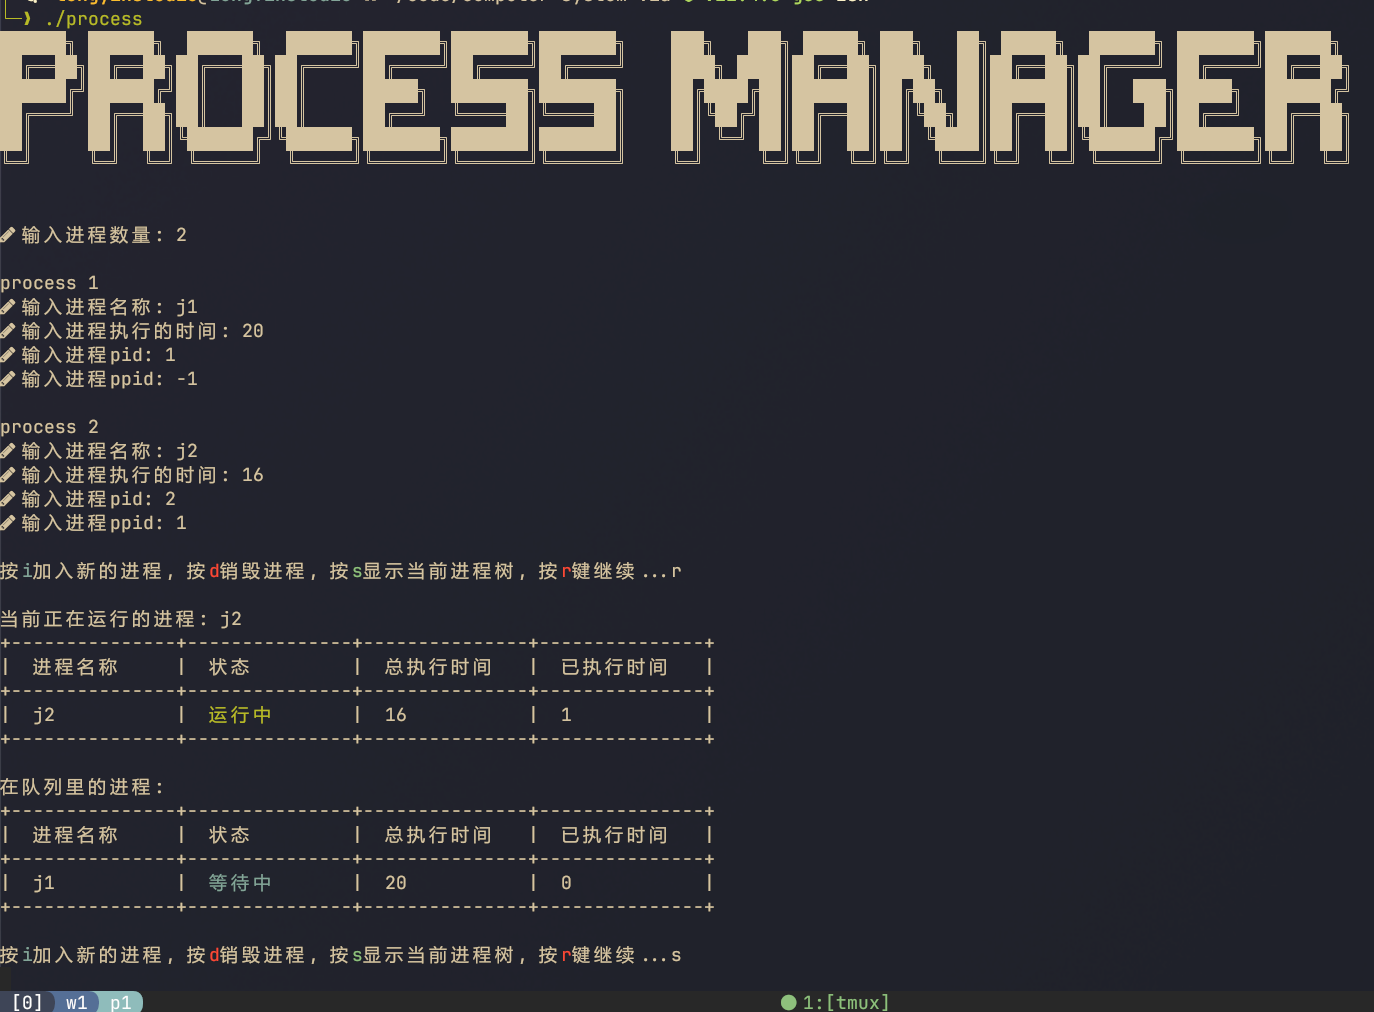 └─❯ ./process
PROCESS MANAGER
输入进程数量: 2
process 1
输入进程名称: j1
输入进程执行的时间: 20
输入进程pid: 1
输入进程ppid: -1
process 2
输入进程名称: j2
输入进程执行的时间: 16
输入进程pid: 2
输入进程ppid: 1
按i加入新的进程, 按d销毁进程, 按s显示当前进程树, 按r键继续...r
当前正在运行的进程: j2
+---------------+---------------+---------------+---------------+
|  进程名称  |  状态  |  总执行时间  |  已执行时间  |
+---------------+---------------+---------------+---------------+
|  j2  |  运行中  |  16  |  1  |
+---------------+---------------+---------------+---------------+
在队列里的进程:
+---------------+---------------+---------------+---------------+
|  进程名称  |  状态  |  总执行时间  |  已执行时间  |
+---------------+---------------+---------------+---------------+
|  j1  |  等待中  |  20  |  0  |
+---------------+---------------+---------------+---------------+
按i加入新的进程, 按d销毁进程, 按s显示当前进程树, 按r键继续...s
[0] w1 p1 1:[tmux]